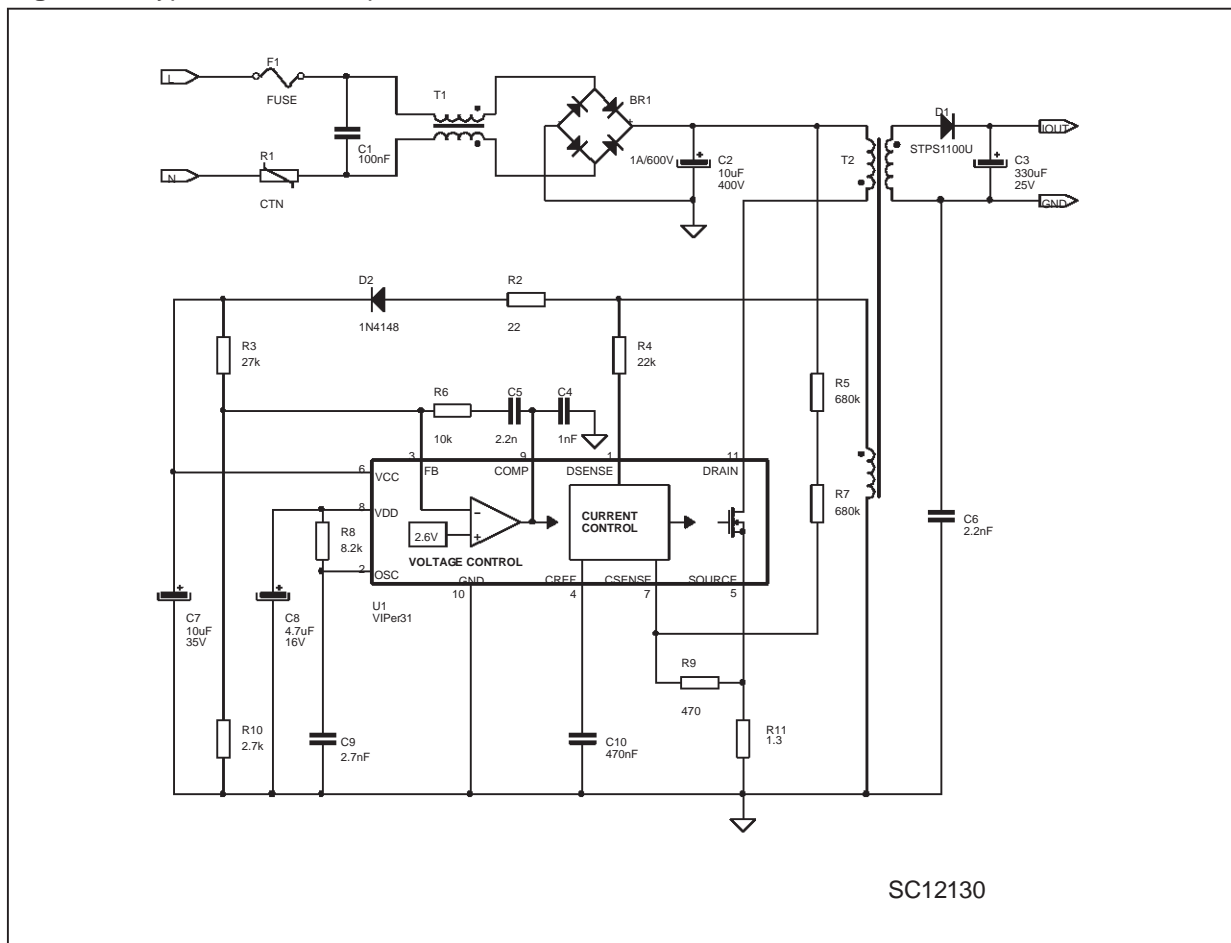 F1
L
FUSE
T1
BR1
D1
IOUT
STPS1100U
C1
100nF
1A/600V
C2
10uF
400V
T2
C3
330uF
25V
R1
N
CTN
GND
D2
R2
1N4148
22
R3
27k
R4
22k
R5
680k
R6
C5
C4
10k
2.2n
1nF
3
9
1
11
6
FB
COMP
DSENSE
DRAIN
VCC
R7
680k
8
VDD
CURRENT
CONTROL
C6
2.2nF
R8
8.2k
2.6V
VOLTAGE CONTROL
2
OSC
GND
CREF
CSENSE
SOURCE
10
4
7
5
U1
VIPer31
C7
10uF
35V
C8
4.7uF
16V
R9
470
R10
2.7k
C9
2.7nF
C10
470nF
R11
1.3
SC12130